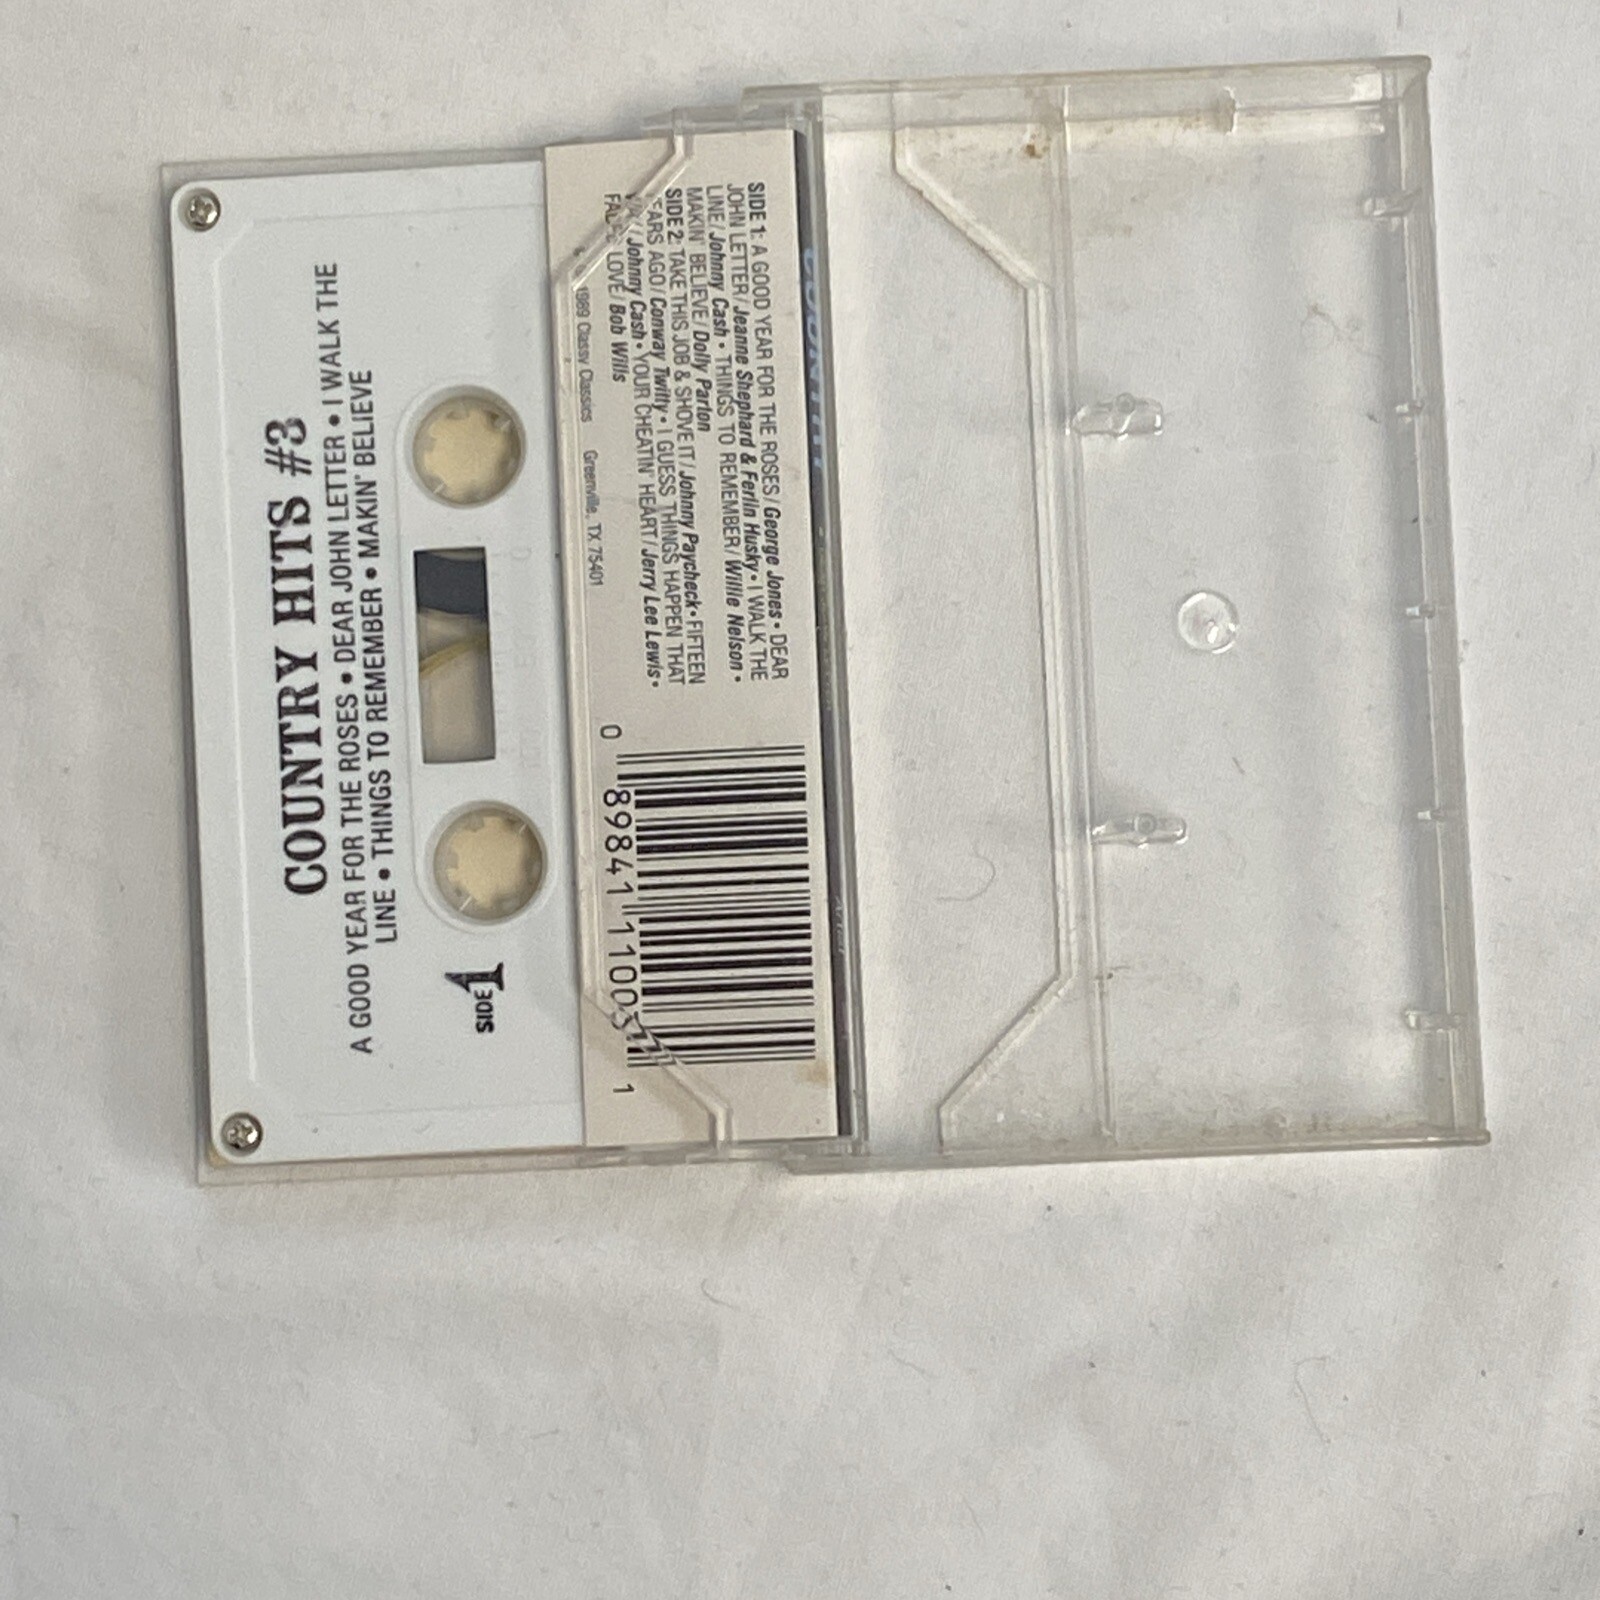 COUNTRY HITS #3
A GOOD YEAR FOR THE ROSES • DEAR JOHN LETTER • I WALK THE
LINE • THINGS TO REMEMBER • MAKIN' BELIEVE
SIDE 1
SIDE 1: A GOOD YEAR FOR THE ROSES / George Jones • DEAR
JOHN LETTER / Jeanne Shephard & Ferlin Husky • I WALK THE
LINE / Johnny Cash • THINGS TO REMEMBER / Willie Nelson •
MAKIN' BELIEVE / Dolly Parton
SIDE 2: TAKE THIS JOB & SHOVE IT / Johnny Paycheck • FIFTEEN
YEARS AGO / Conway Twitty • I GUESS THINGS HAPPEN THAT
WAY / Johnny Cash • YOUR CHEATIN' HEART / Jerry Lee Lewis •
LOVE / Bob Wills
1989 Classy Classics Greenville, TX 75401
0 89841 11003 1